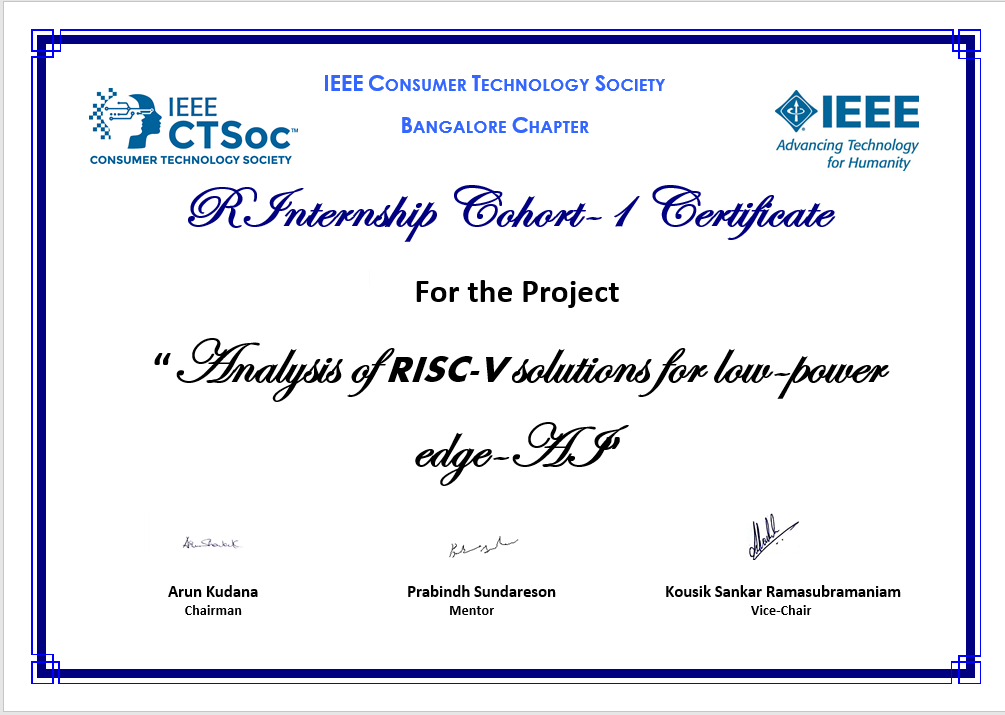 IEEE CONSUMER TECHNOLOGY SOCIETY
BANGALORE CHAPTER
IEEE
CTSoc™
CONSUMER TECHNOLOGY SOCIETY
IEEE
Advancing Technology
for Humanity
R Internship Cohort-1 Certificate
For the Project
“Analysis of RISC-V solutions for low-power
edge-AI”
Arun Kudana
Chairman
Prabindh Sundareson
Mentor
Kousik Sankar Ramasubramaniam
Vice-Chair